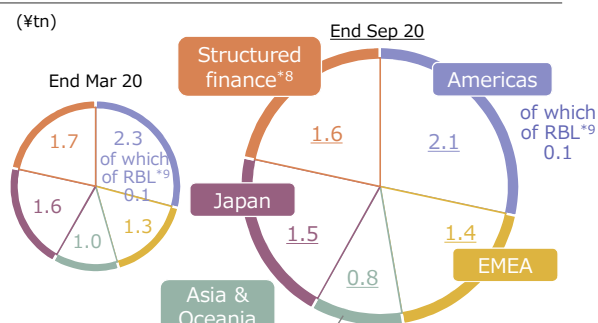 (¥tn)
End Mar 20
1.7
2.3
of which
of RBL*9
0.1
1.6
1.3
1.0
End Sep 20
Structured
finance*8
Americas
of which
of RBL*9
0.1
1.6
2.1
Japan
1.5
1.4
EMEA
0.8
Asia &
Oceania